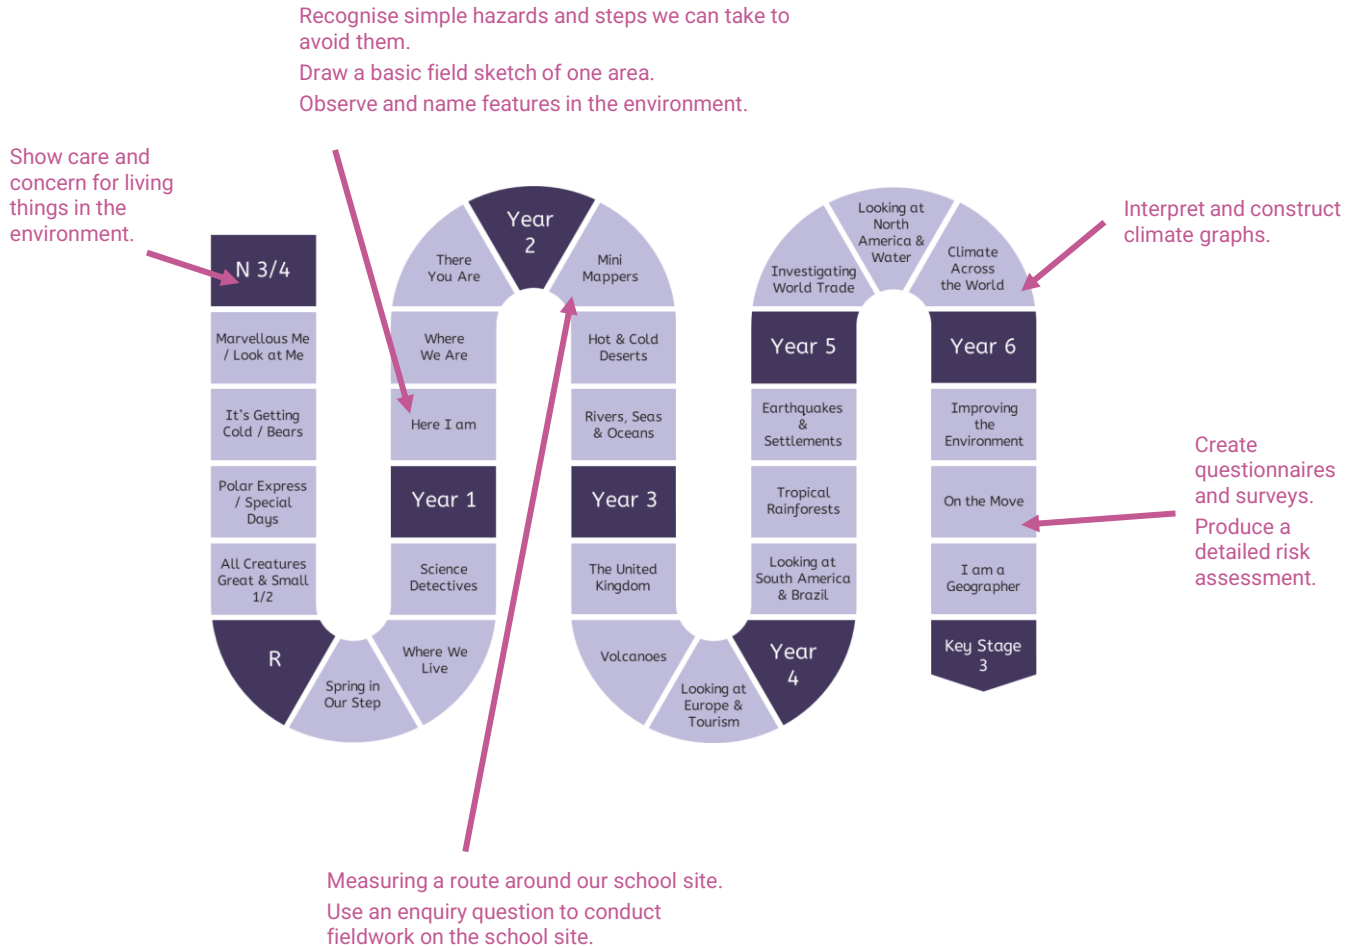 Recognise simple hazards and steps we can take to
avoid them.
Draw a basic field sketch of one area.
Observe and name features in the environment.
Show care and
concern for living
things in the
environment.
N 3/4
Marvellous Me
/ Look at Me
It's Getting
Cold / Bears
Polar Express
/ Special
Days
All Creatures
Great & Small
1/2
R
Spring in
Our Step
Where We
Live
Science
Detectives
Year 1
Here I am
Where
We Are
There
You Are
Year
2
Mini
Mappers
Hot & Cold
Deserts
Rivers, Seas
& Oceans
Year 3
The United
Kingdom
Volcanoes
Looking at
Europe &
Tourism
Year
4
Looking at
South America
& Brazil
Tropical
Rainforests
Earthquakes
&
Settlements
Year 5
Investigating
World Trade
Looking at
North
America &
Water
Climate
Across
the World
Year 6
Improving
the
Environment
On the Move
I am a
Geographer
Key Stage
3
Interpret and construct
climate graphs.
Create
questionnaires
and surveys.
Produce a
detailed risk
assessment.
Measuring a route around our school site.
Use an enquiry question to conduct
fieldwork on the school site.